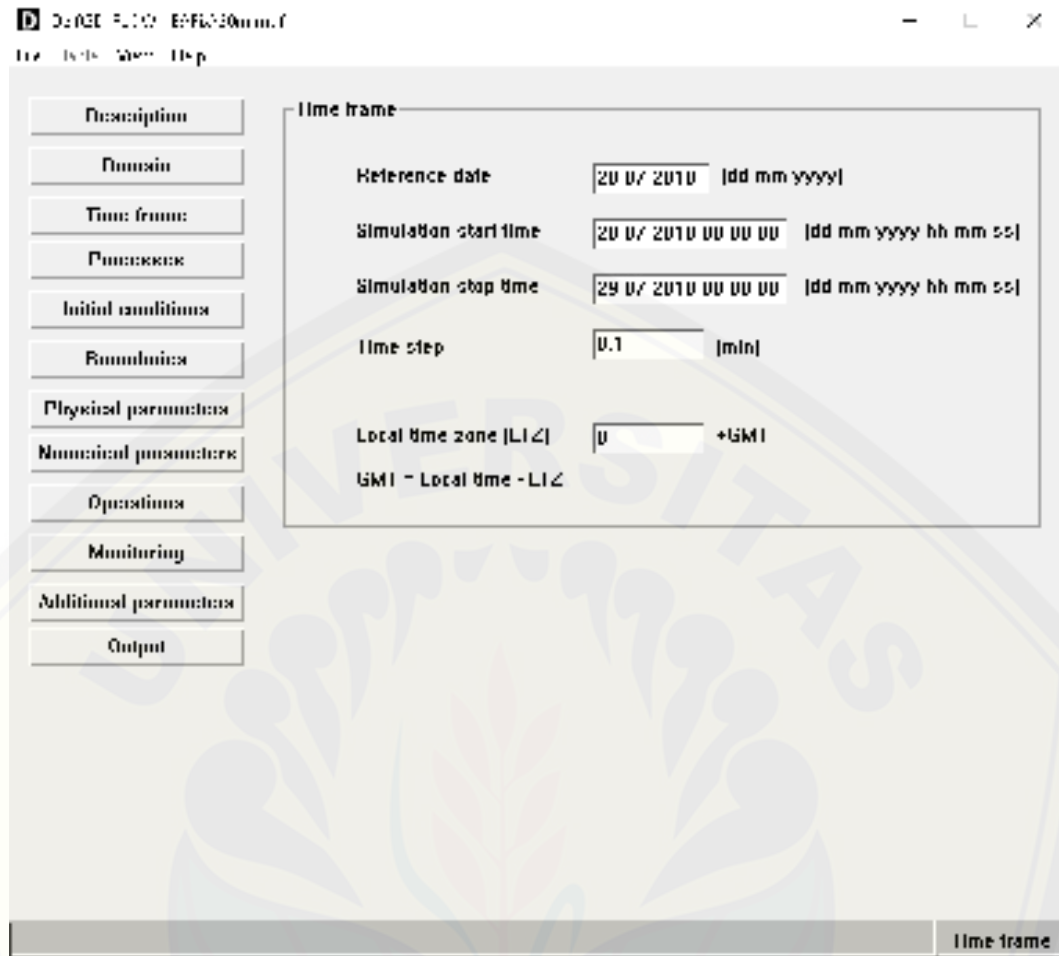 View Help
Description
Domain
Time frame
Processes
Initial conditions
Boundaries
Physical parameters
Numerical parameters
Operations
Monitoring
Additional parameters
Output
Time frame
Reference date 20 07 2010 [dd mm yyyy]
Simulation start time 20 07 2010 00 00 00 [dd mm yyyy hh mm ss]
Simulation stop time 29 07 2010 00 00 00 [dd mm yyyy hh mm ss]
Time step 0.1 [min]
Local time zone [LTZ] 0 +GMT
GMT = Local time - LTZ
UNIVERSITAS
Time frame